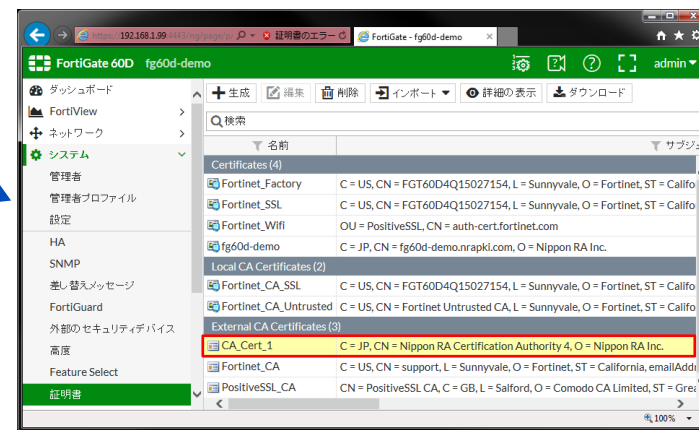 https://192.168.1.99:4443/ng/page/p/ 証明書のエラー FortiGate - fg60d-demo
FortiGate 60D fg60d-demo admin
ダッシュボード
FortiView
ネットワーク
システム
管理者
管理者プロファイル
設定
HA
SNMP
差し替えメッセージ
FortiGuard
外部のセキュリティデバイス
高度
Feature Select
証明書
生成 編集 削除 インポート 詳細の表示 ダウンロード
検索
名前 サブジェ
Certificates (4)
Fortinet_Factory C = US, CN = FGT60D4Q15027154, L = Sunnyvale, O = Fortinet, ST = Califo
Fortinet_SSL C = US, CN = FGT60D4Q15027154, L = Sunnyvale, O = Fortinet, ST = Califo
Fortinet_Wifi OU = PositiveSSL, CN = auth-cert.fortinet.com
fg60d-demo C = JP, CN = fg60d-demo.nrapki.com, O = Nippon RA Inc.
Local CA Certificates (2)
Fortinet_CA_SSL C = US, CN = FGT60D4Q15027154, L = Sunnyvale, O = Fortinet, ST = Califo
Fortinet_CA_Untrusted C = US, CN = Fortinet Untrusted CA, L = Sunnyvale, O = Fortinet, ST = Califo
External CA Certificates (3)
CA_Cert_1 C = JP, CN = Nippon RA Certification Authority 4, O = Nippon RA Inc.
Fortinet_CA C = US, CN = support, L = Sunnyvale, O = Fortinet, ST = California, emailAddr
PositiveSSL_CA CN = PositiveSSL CA, C = GB, L = Salford, O = Comodo CA Limited, ST = Grea
100%